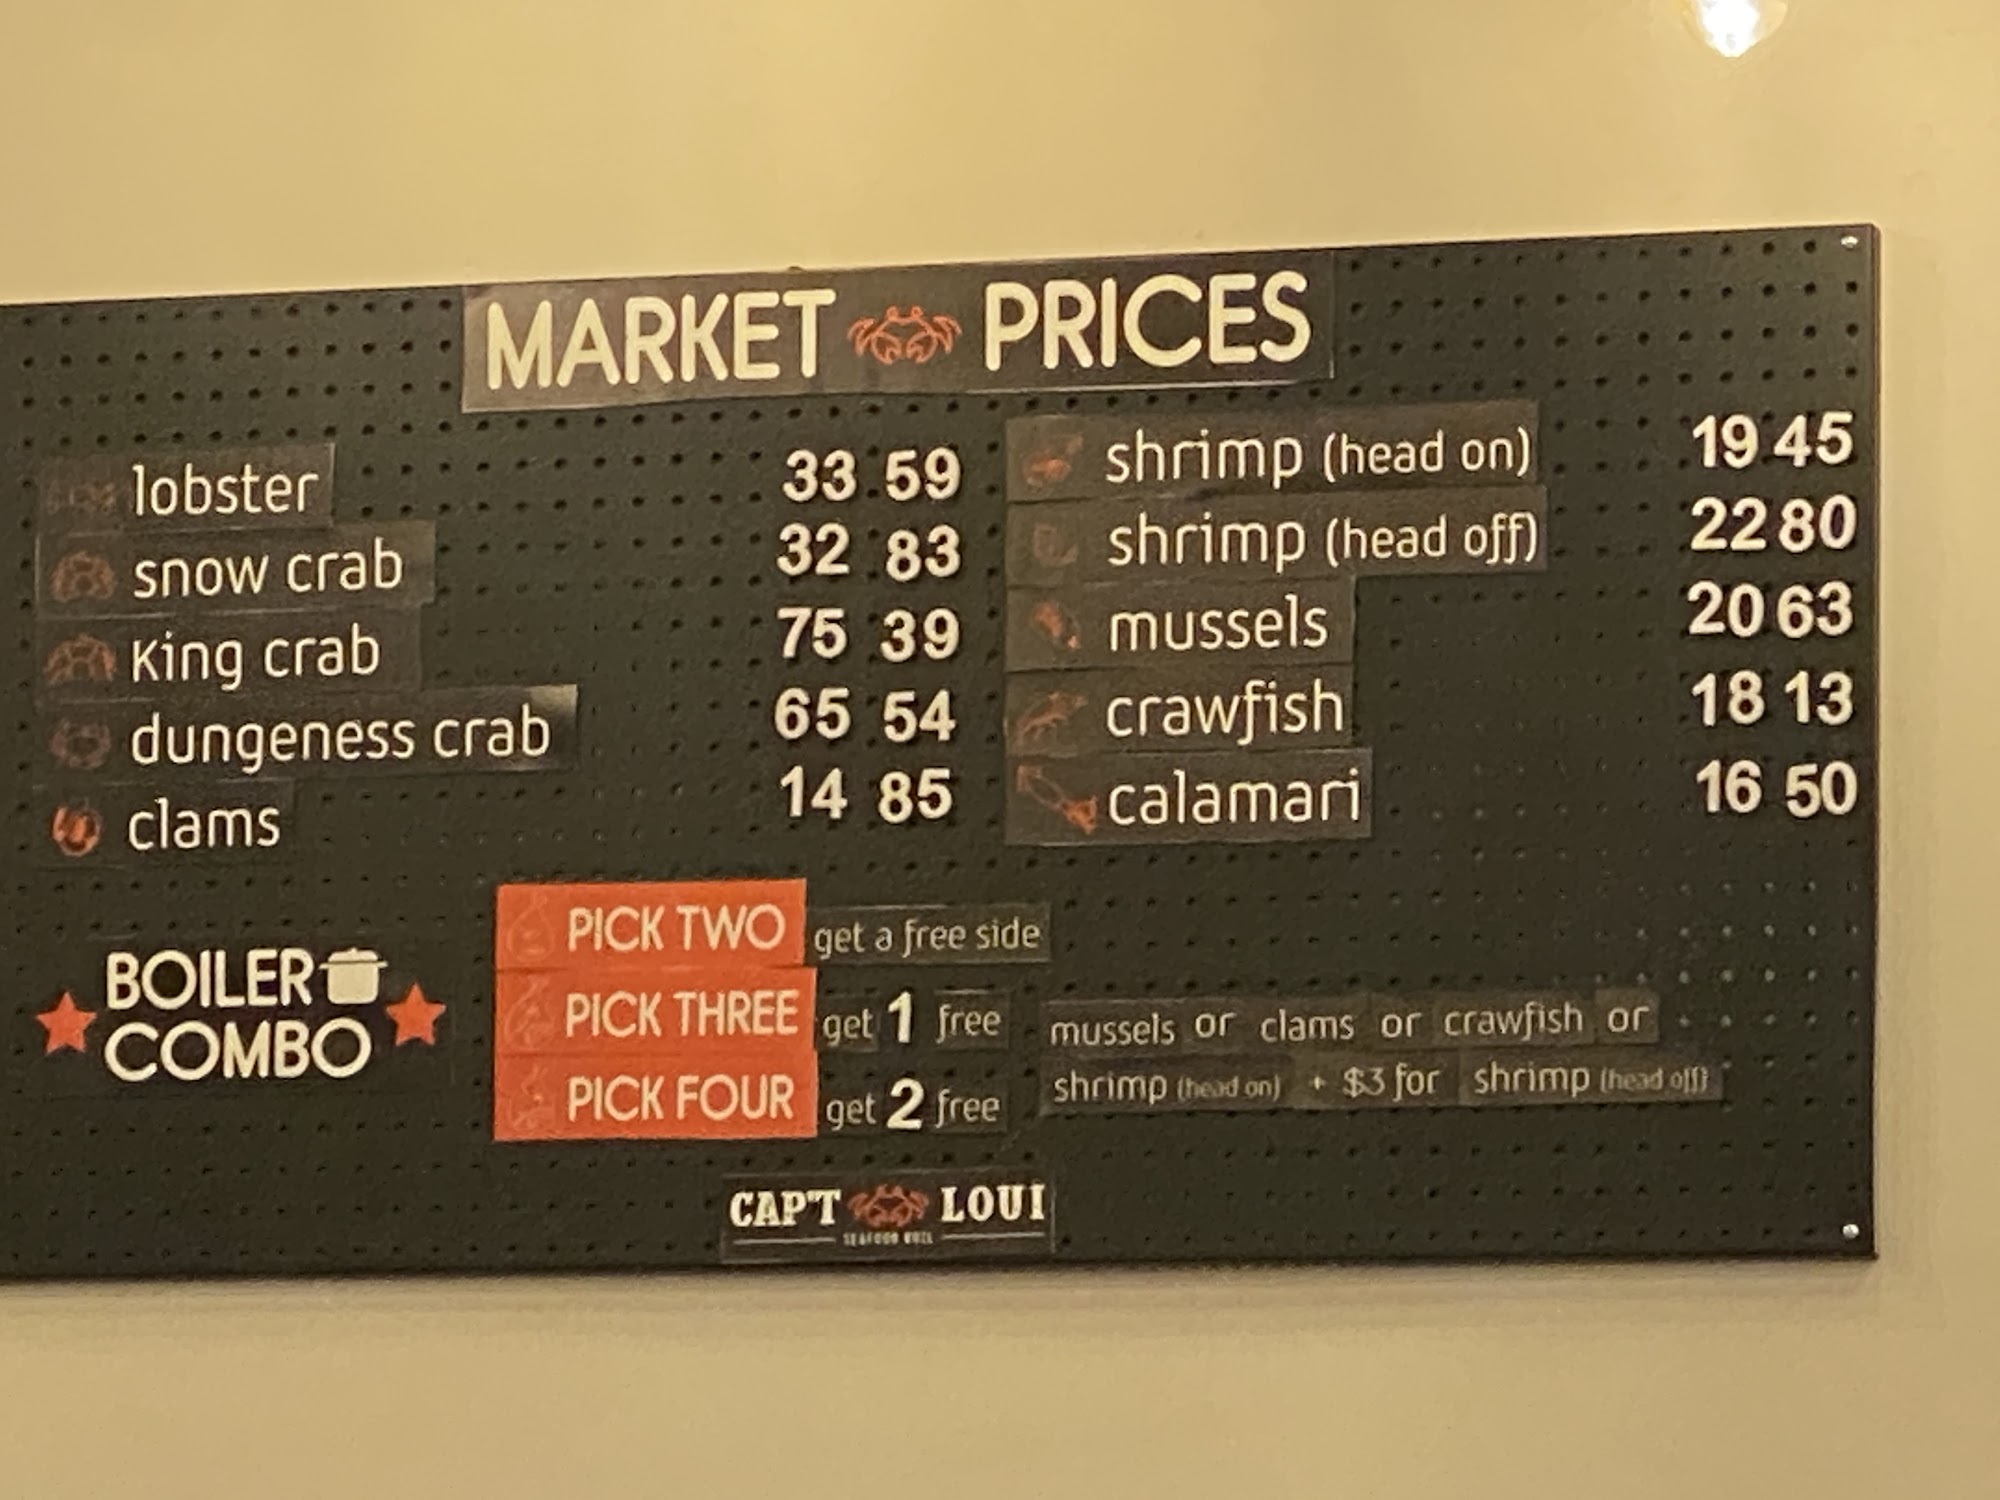 MARKET PRICES
lobster 33 59
snow crab 32 83
King crab 75 39
dungeness crab 65 54
clams 14 85
shrimp (head on) 19 45
shrimp (head off) 22 80
mussels 20 63
crawfish 18 13
calamari 16 50
BOILER
COMBO
PICK TWO get a free side
PICK THREE get 1 free
PICK FOUR get 2 free
mussels or clams or crawfish or
shrimp (head on) + $3 for shrimp (head off)
CAP'T LOUI
SEAFOOD BOIL